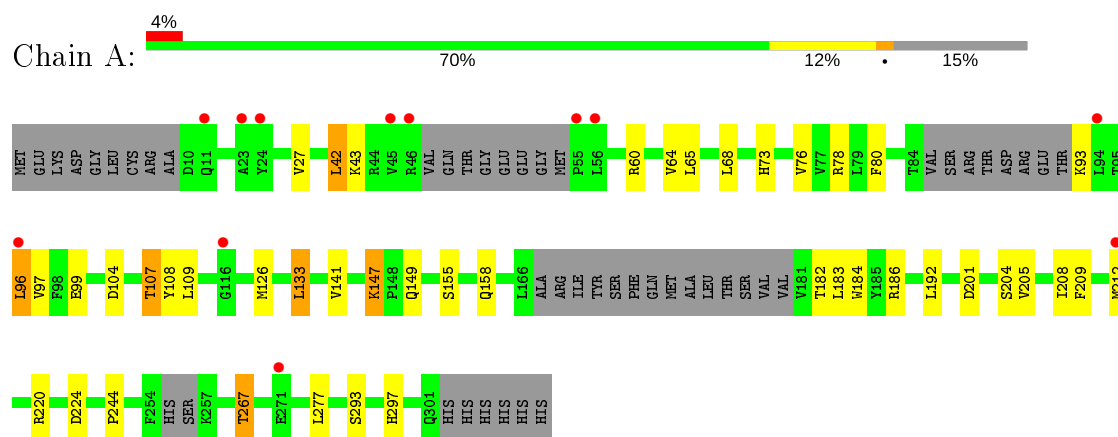 4%
Chain A:
70% 12% • 15%
MET GLU LYS ASP GLY LEU CYS ARG ALA D10 Q11 A23 Y24 V27 L42 K43 R44 V45 R46 VAL GLN THR GLY GLU GLU GLY MET P55 L56 R60 V64 L65 L68 H73 V76 V77 R78 L79 F80 T84 VAL SER ARG THR ASP ARG GLU THR K93 L94 T95
L96 V97 F98 E99 D104 T107 Y108 L109 G116 M126 L133 V141 K147 P148 Q149 S155 Q158 L166 ALA ARG ILE TYR SER PHE GLN MET ALA LEU THR SER VAL VAL V181 T182 L183 W184 Y185 R186 L192 D201 S204 V205 I208 F209 M212
R220 D224 P244 F254 HIS SER K257 T267 E271 L277 S293 H297 Q301 HIS HIS HIS HIS HIS HIS